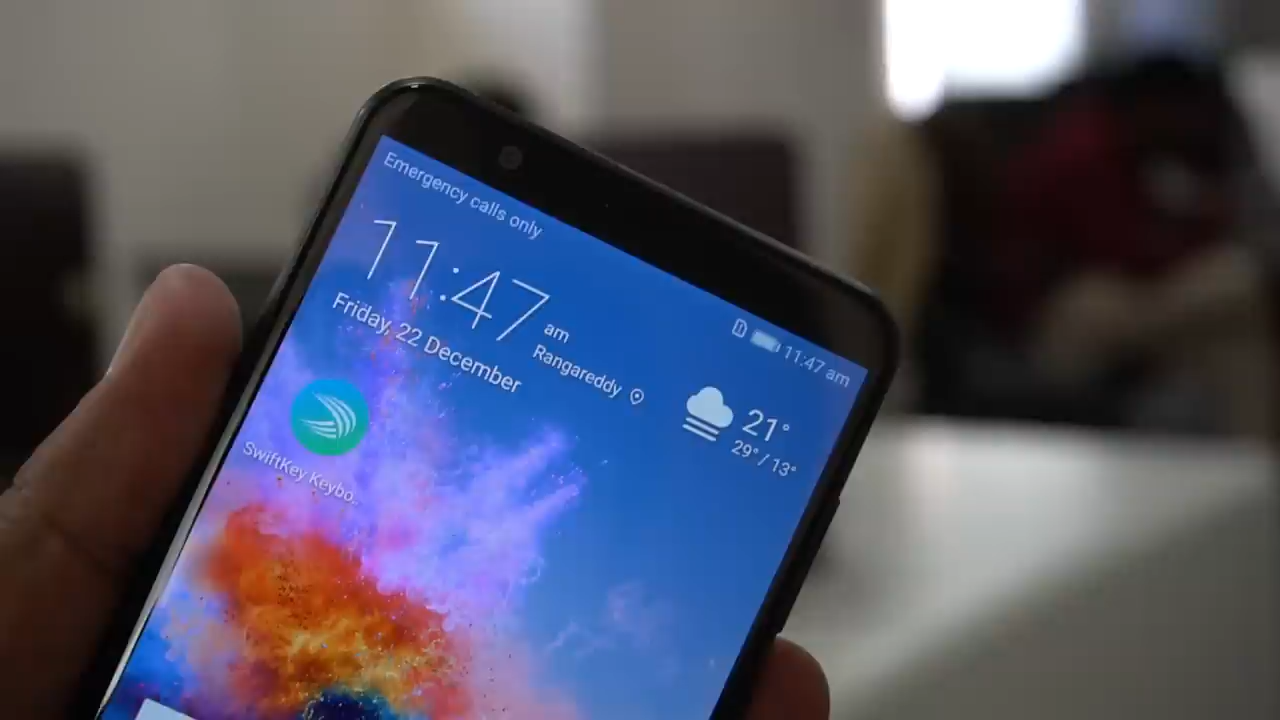 Emergency calls only
11:47 am
11:47 am
Rangareddy
Friday, 22 December
21°
29° / 13°
SwiftKey Keybo...